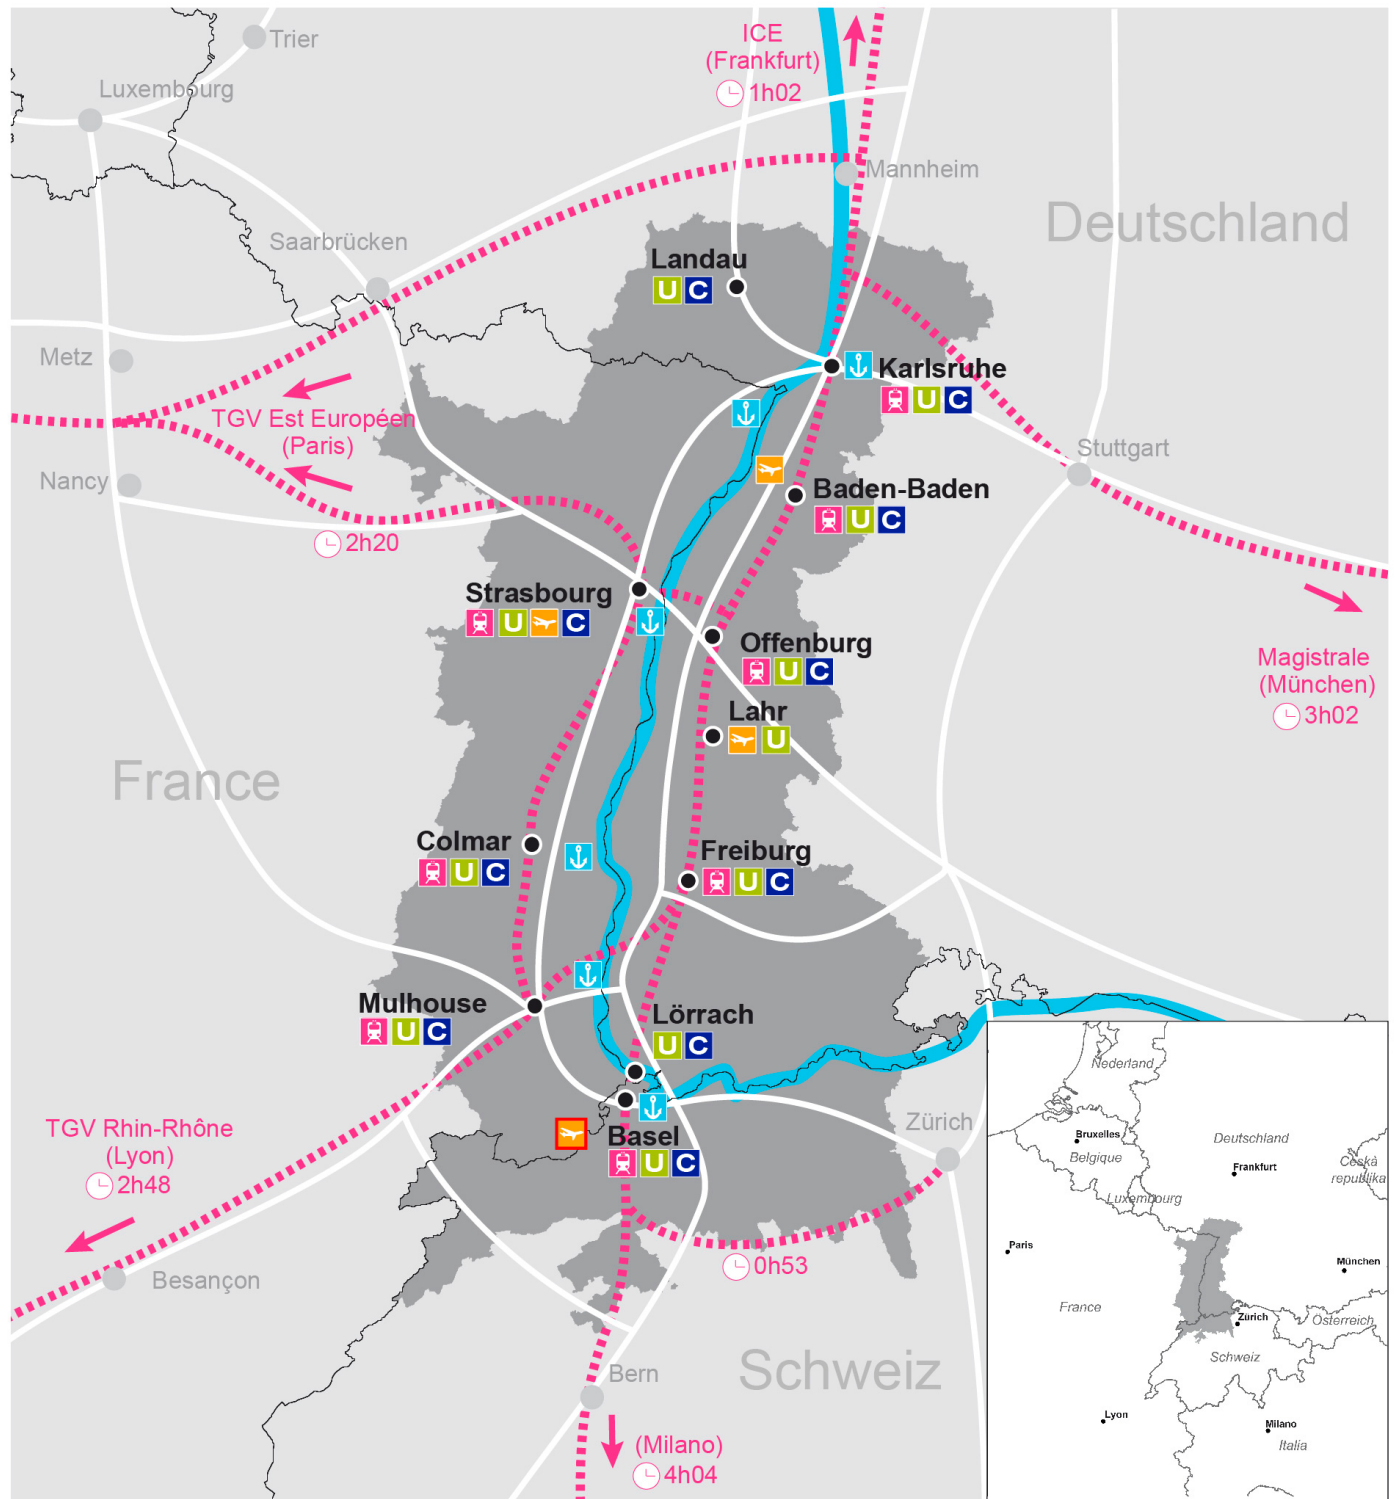 Trier
Luxembourg
ICE
(Frankfurt)
1h02
Mannheim
Deutschland
Saarbrücken
Landau
U C
Metz
Karlsruhe
U C
TGV Est Européen
(Paris)
Stuttgart
Nancy
Baden-Baden
U C
2h20
Strasbourg
U C
Offenburg
U C
Magistrale
(München)
3h02
Lahr
U
France
Colmar
U C
Freiburg
U C
Mulhouse
U C
Lörrach
U C
TGV Rhin-Rhône
(Lyon)
2h48
Basel
U C
Zürich
0h53
Besançon
Bern
Schweiz
(Milano)
4h04
Nederland
Bruxelles
Belgique
Deutschland
Frankfurt
Ceskà
republika
Luxembourg
Paris
München
France
Zürich
Österreich
Schweiz
Lyon
Milano
Italia